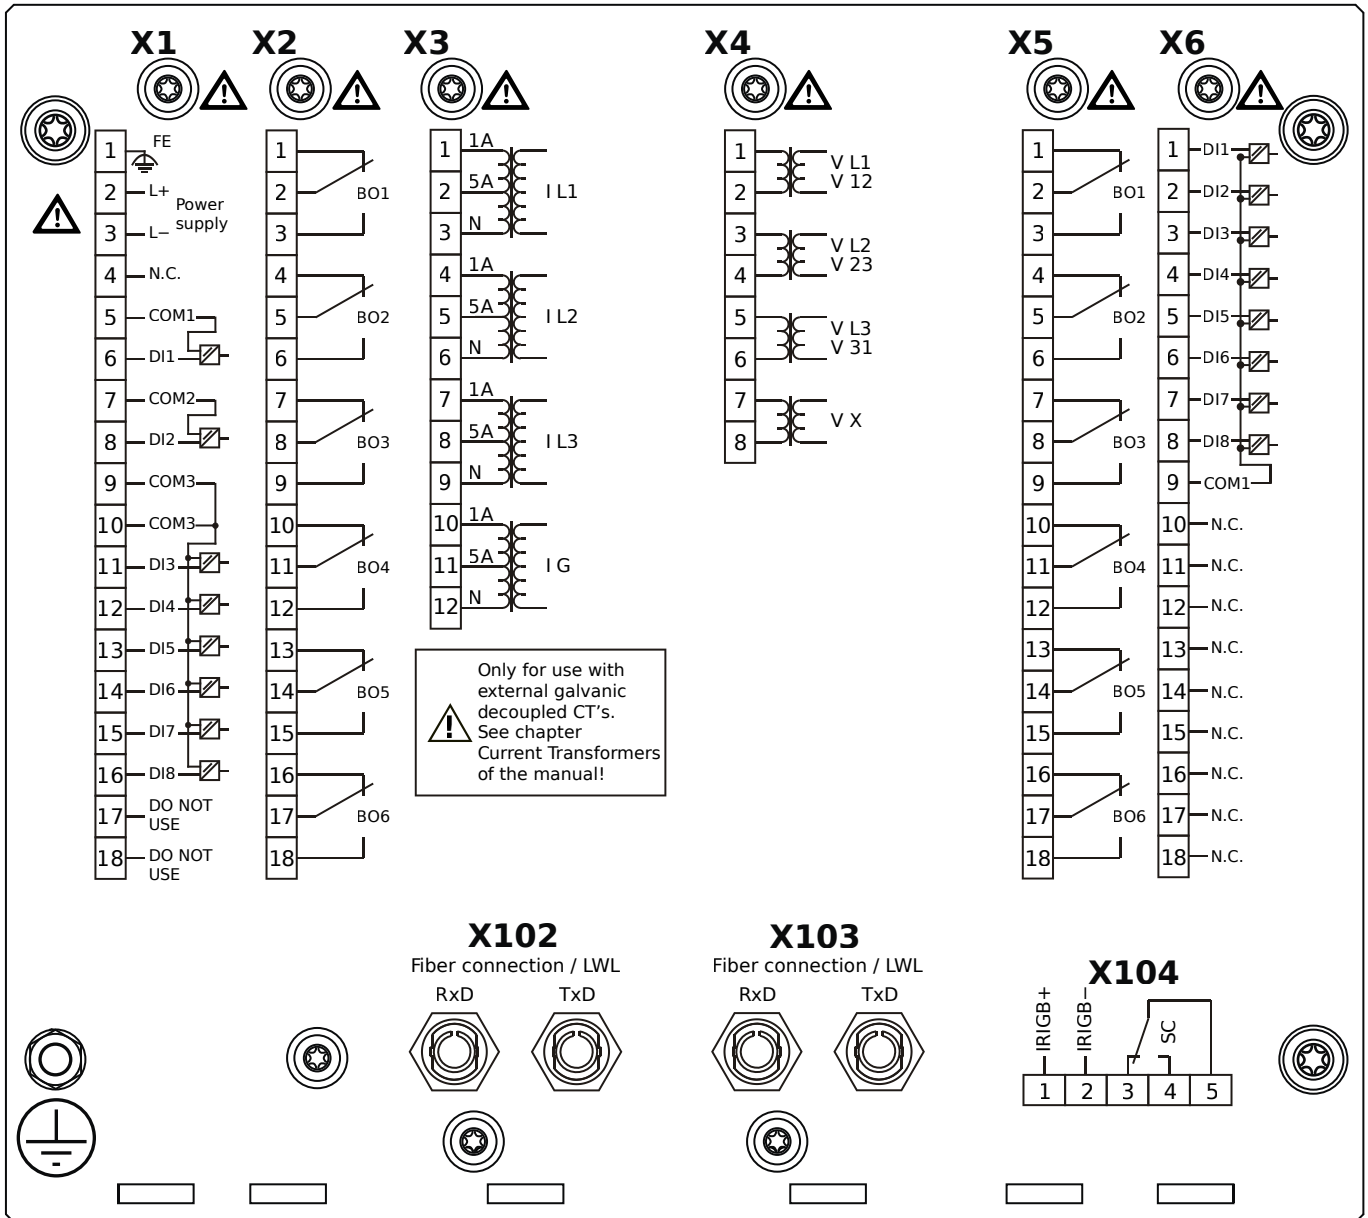 X1
X2
X3
X4
X5
X6
1 FE
2 L+
Power
supply
3 L−
4 N.C.
5 COM1
6 DI1
7 COM2
8 DI2
9 COM3
10 COM3
11 DI3
12 DI4
13 DI5
14 DI6
15 DI7
16 DI8
17 DO NOT
USE
18 DO NOT
USE
1
2 BO1
3
4
5 BO2
6
7
8 BO3
9
10
11 BO4
12
13
14 BO5
15
16
17 BO6
18
1 1A
2 5A I L1
3 N
4 1A
5 5A I L2
6 N
7 1A
8 5A I L3
9 N
10 1A
11 5A I G
12 N
Only for use with
external galvanic
decoupled CT's.
See chapter
Current Transformers
of the manual!
1 V L1
2 V 12
3 V L2
4 V 23
5 V L3
6 V 31
7 V X
8
1
2 BO1
3
4
5 BO2
6
7
8 BO3
9
10
11 BO4
12
13
14 BO5
15
16
17 BO6
18
1 DI1
2 DI2
3 DI3
4 DI4
5 DI5
6 DI6
7 DI7
8 DI8
9 COM1
10 N.C.
11 N.C.
12 N.C.
13 N.C.
14 N.C.
15 N.C.
16 N.C.
17 N.C.
18 N.C.
X102
Fiber connection / LWL
RxD TxD
X103
Fiber connection / LWL
RxD TxD
X104
IRIGB+
IRIGB−
SC
1 2 3 4 5